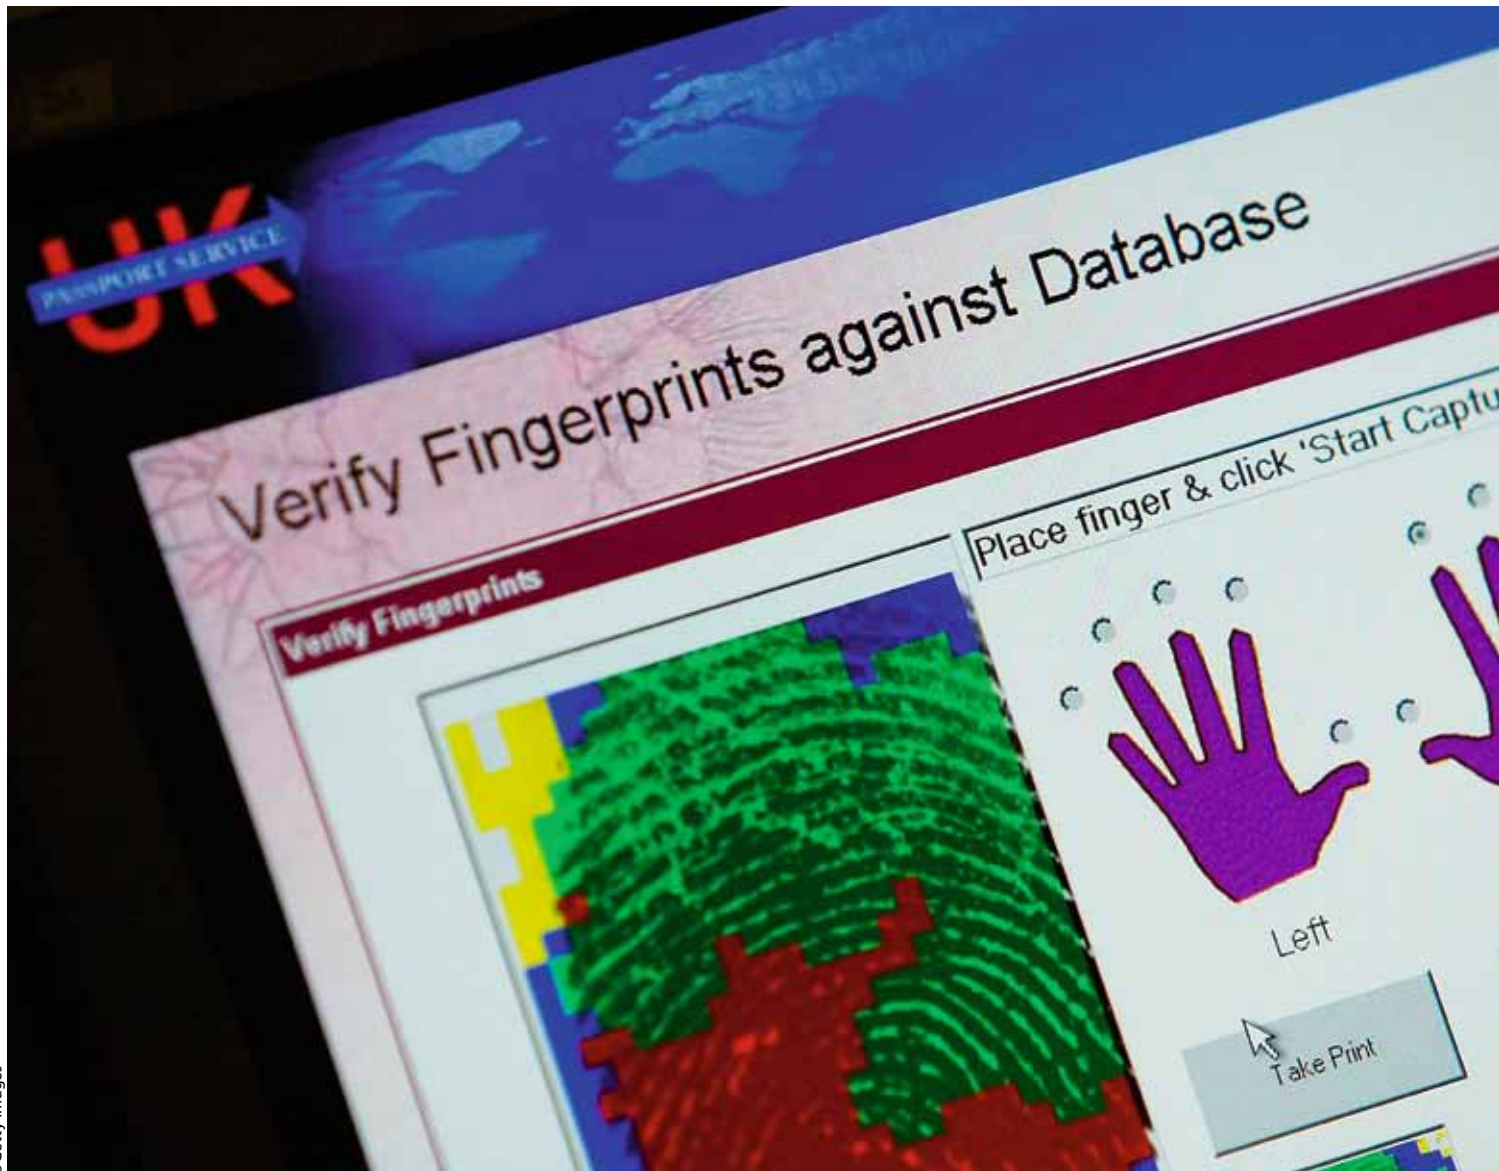 UK
PASSPORT SERVICE
Verify Fingerprints against Database
Verify Fingerprints
Place finger & click 'Start Captu
Left
Take Print